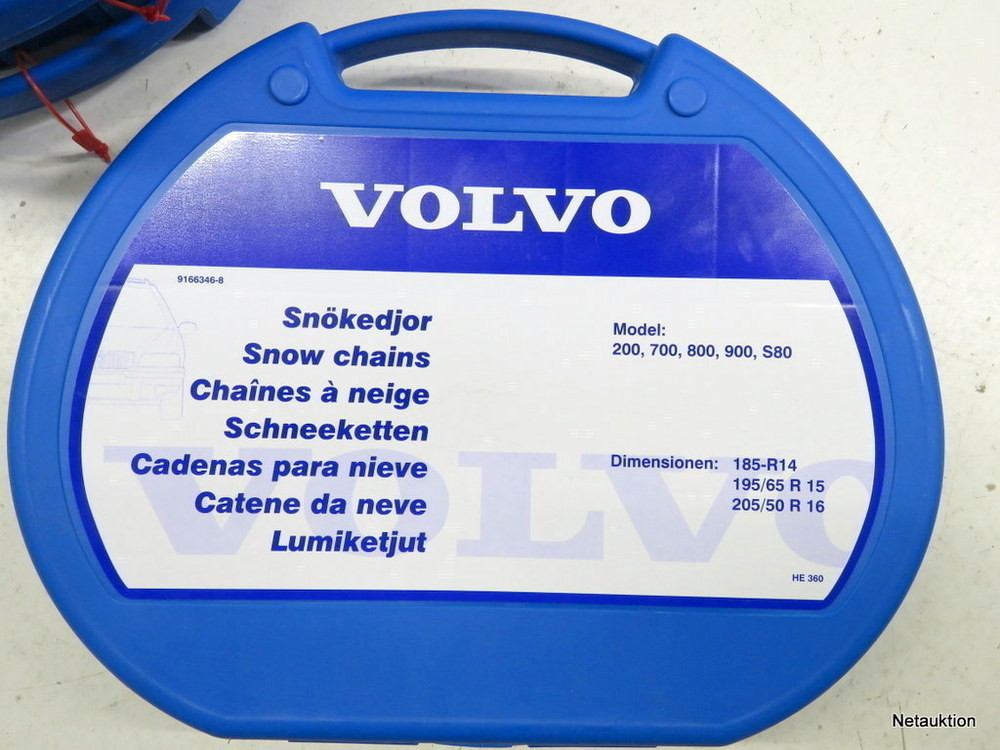 VOLVO
9166346-8
Snökedjor
Snow chains
Chaînes à neige
Schneeketten
Cadenas para nieve
Catene da neve
Lumiketjut
Model:
200, 700, 800, 900, S80
Dimensionen: 185-R14
195/65 R 15
205/50 R 16
VOLVO
HE 360
Netauktion